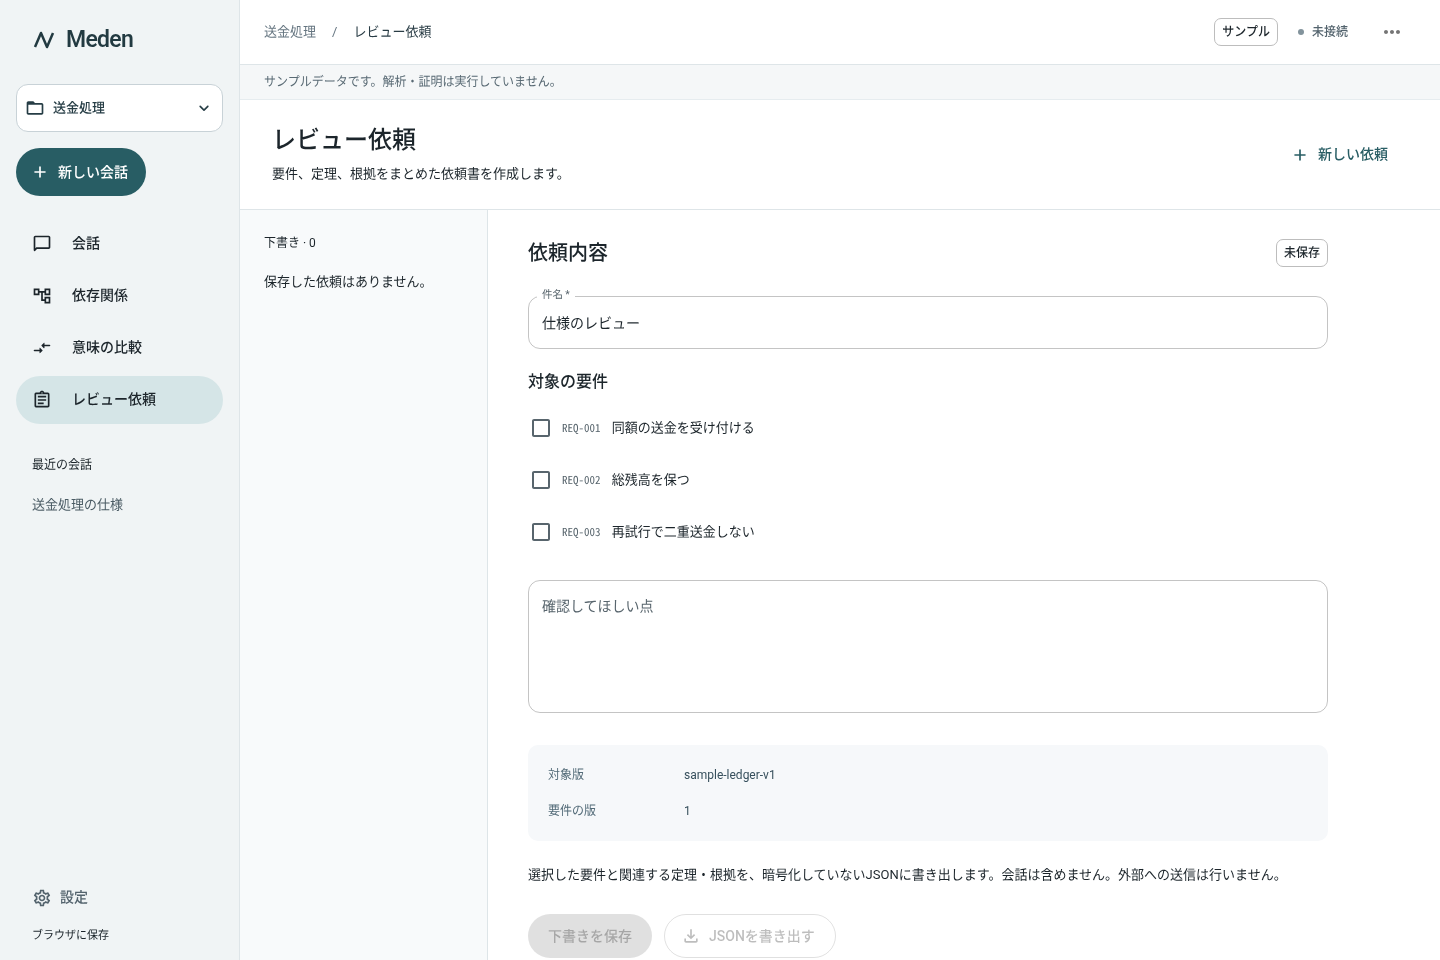 Meden
送金処理
新しい会話
会話
依存関係
意味の比較
レビュー依頼
最近の会話
送金処理の仕様
設定
ブラウザに保存
送金処理 / レビュー依頼
サンプル
未接続
サンプルデータです。解析・証明は実行していません。
レビュー依頼
要件、定理、根拠をまとめた依頼書を作成します。
新しい依頼
下書き · 0
保存した依頼はありません。
依頼内容
未保存
件名 *
仕様のレビュー
対象の要件
REQ-001 同額の送金を受け付ける
REQ-002 総残高を保つ
REQ-003 再試行で二重送金しない
確認してほしい点
対象版 sample-ledger-v1
要件の版 1
選択した要件と関連する定理・根拠を、暗号化していないJSONに書き出します。会話は含めません。外部への送信は行いません。
下書きを保存
JSONを書き出す